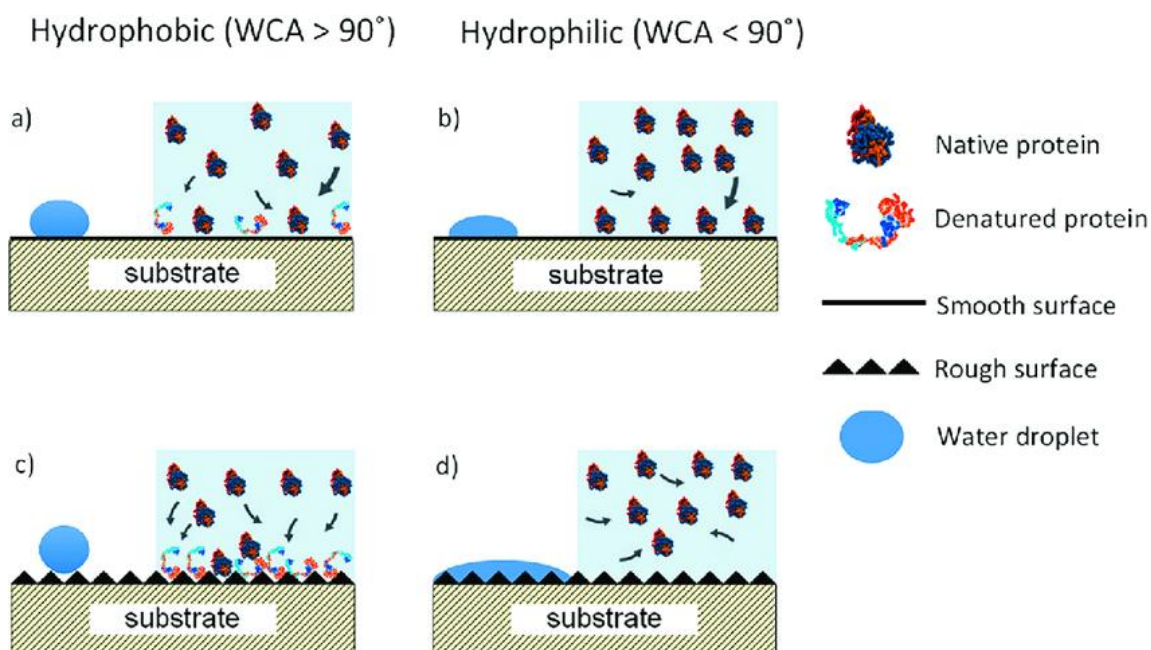 Hydrophobic (WCA > 90˚)
Hydrophilic (WCA < 90˚)
a)
substrate
b)
substrate
Native protein
Denatured protein
Smooth surface
Rough surface
Water droplet
c)
substrate
d)
substrate